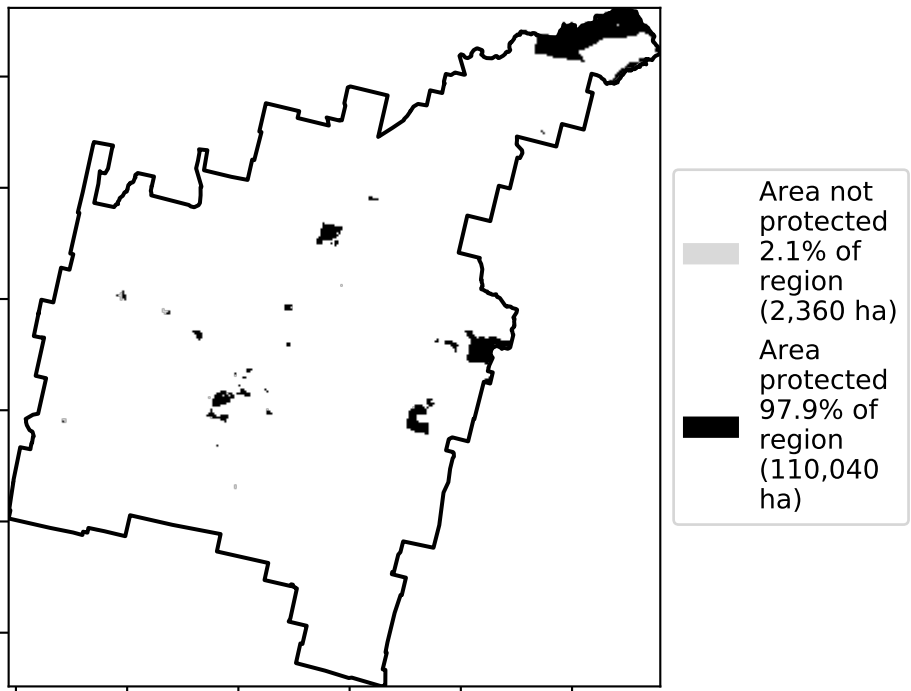 Area not
protected
2.1% of
region
(2,360 ha)
Area
protected
97.9% of
region
(110,040
ha)